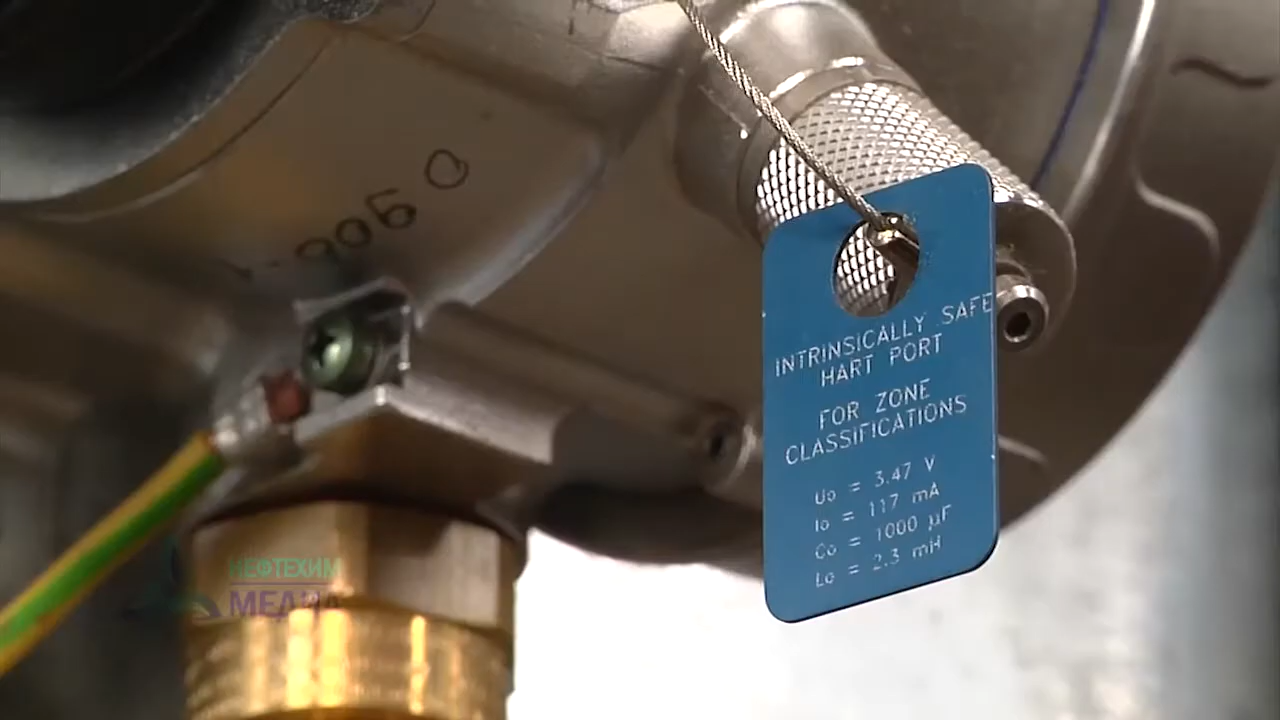 INTRINSICALLY SAFE
HART PORT
FOR ZONE
CLASSIFICATIONS
Uo = 3.47 V
Io = 117 mA
Co = 1000 µF
Lo = 2.3 mH
НЕФТЕХИМ
МЕДИА